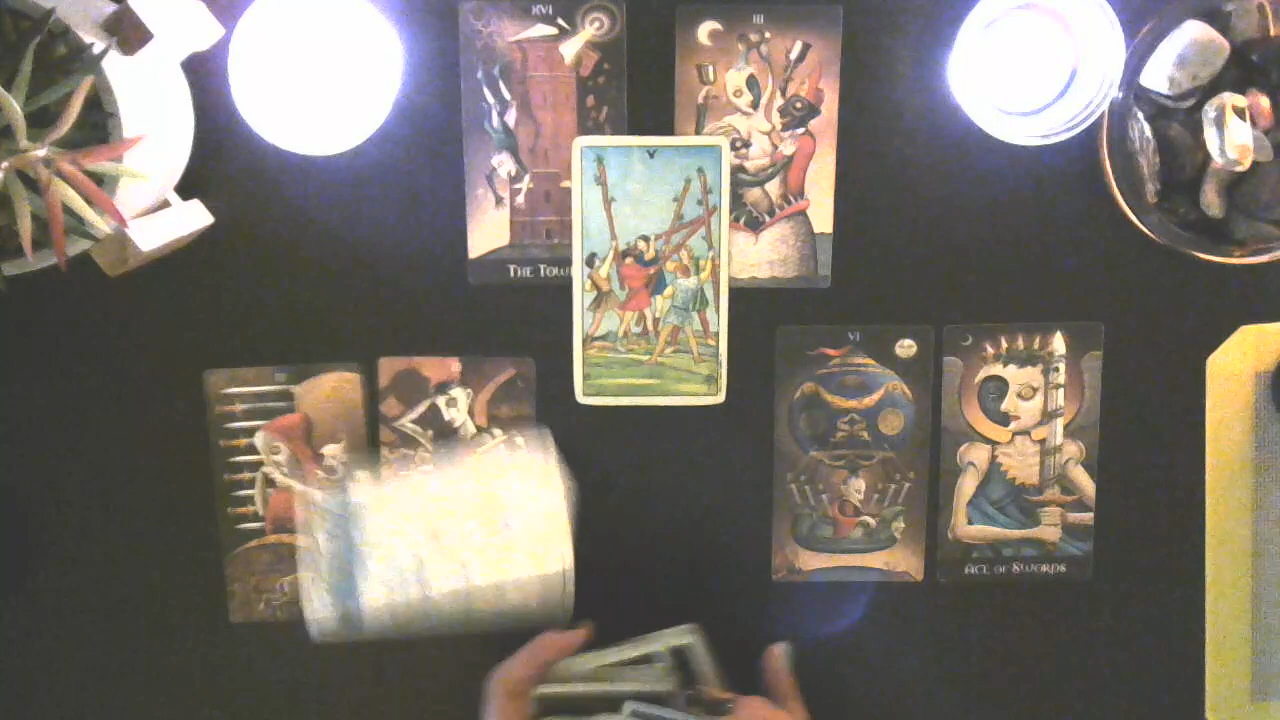 XVI
III
V
THE TOW
VI
ACE OF SWORDS